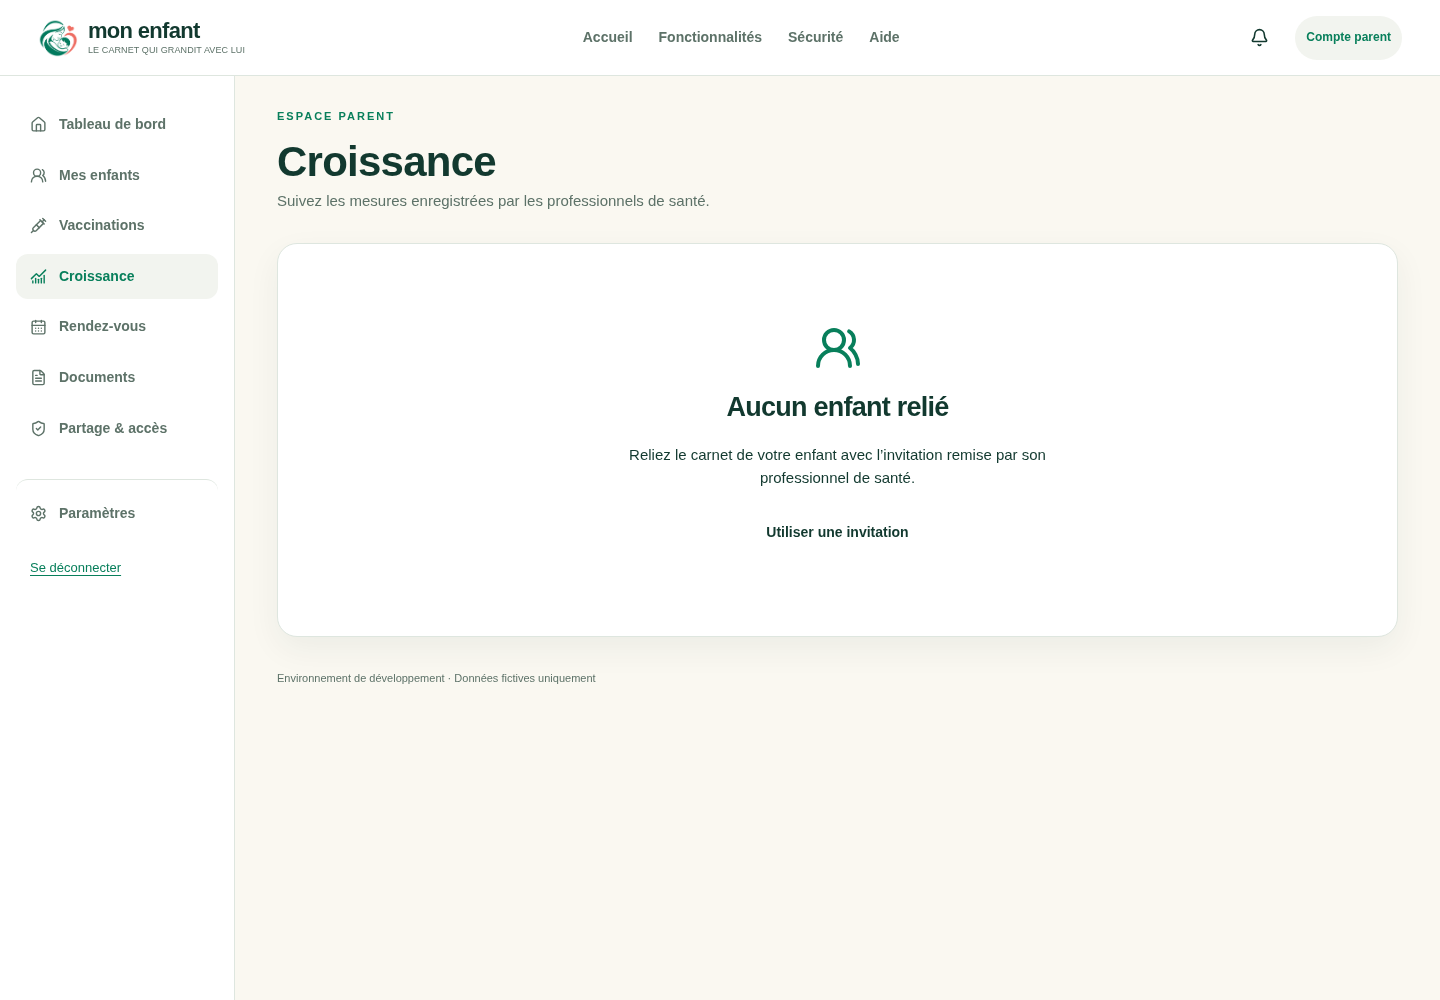 mon enfant
LE CARNET QUI GRANDIT AVEC LUI
Accueil
Fonctionnalités
Sécurité
Aide
Compte parent
Tableau de bord
Mes enfants
Vaccinations
Croissance
Rendez-vous
Documents
Partage & accès
Paramètres
Se déconnecter
ESPACE PARENT
Croissance
Suivez les mesures enregistrées par les professionnels de santé.
Aucun enfant relié
Reliez le carnet de votre enfant avec l’invitation remise par son
professionnel de santé.
Utiliser une invitation
Environnement de développement · Données fictives uniquement